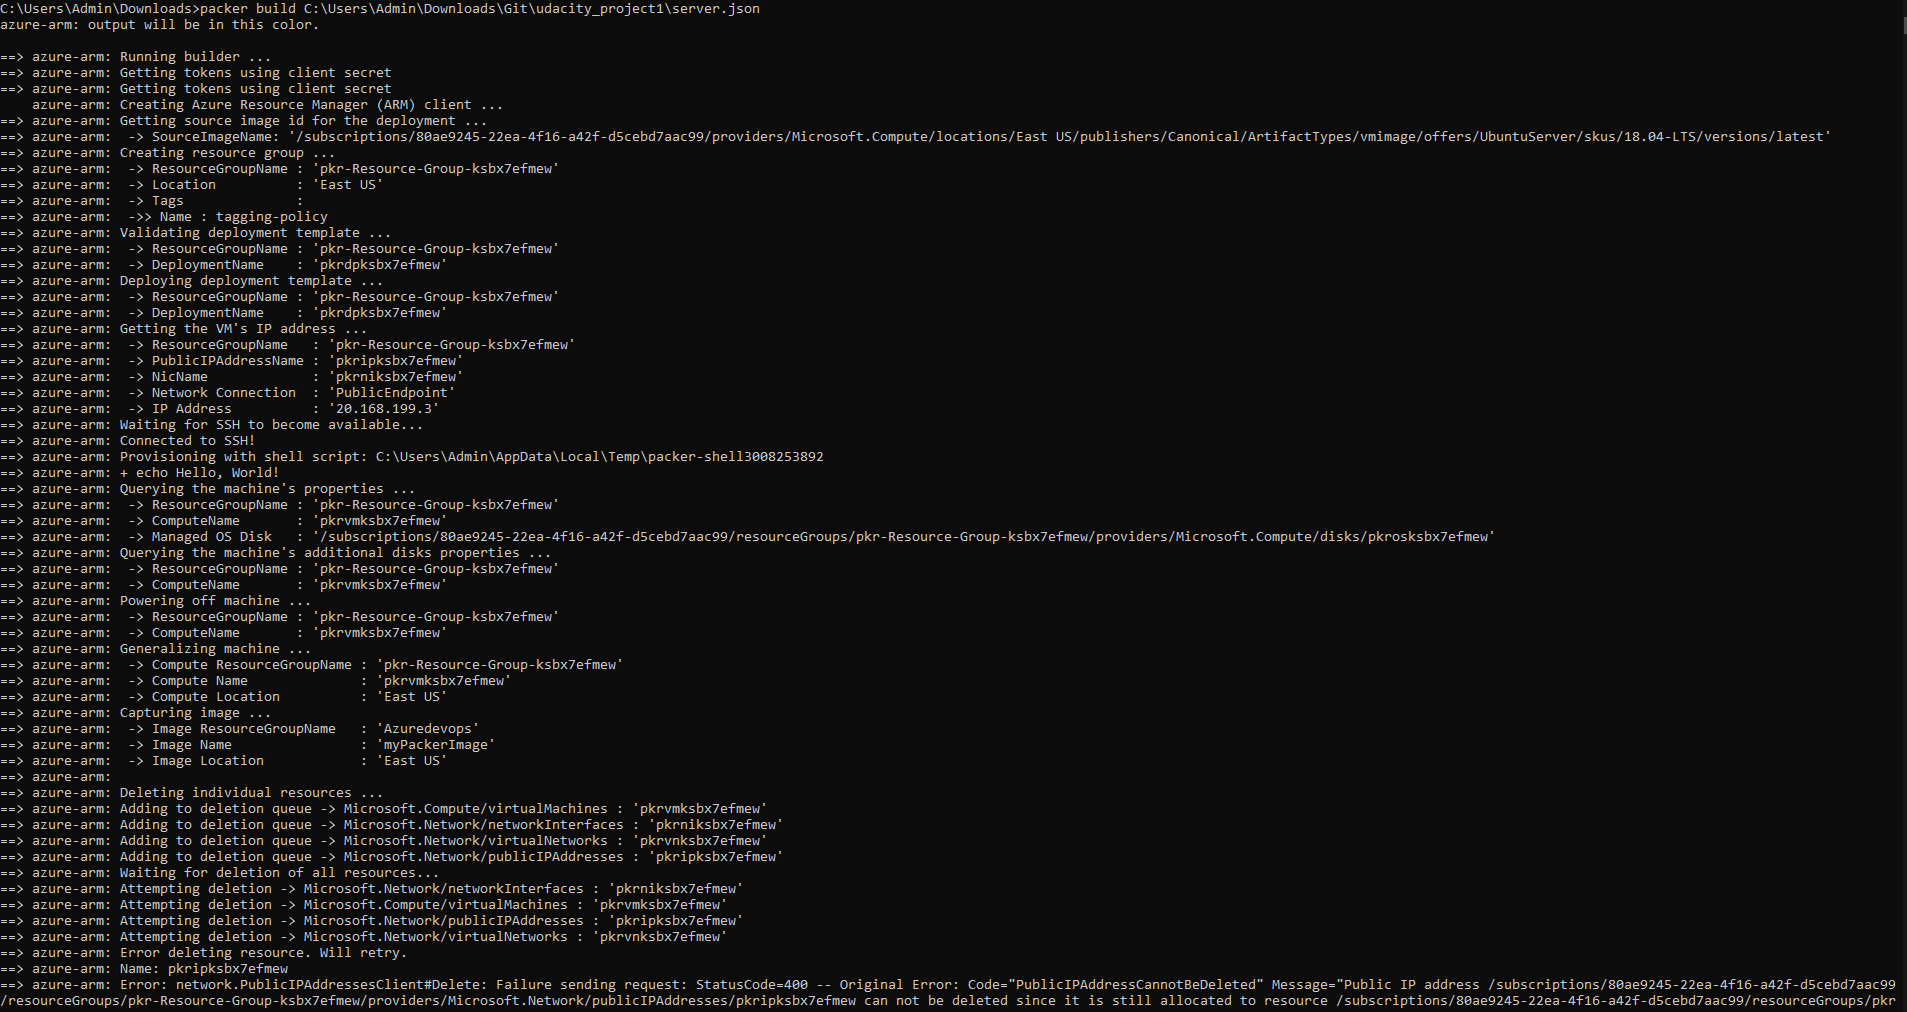 C:\Users\Admin\Downloads>packer build C:\Users\Admin\Downloads\Git\udacity_project1\server.json
azure-arm: output will be in this color.

==> azure-arm: Running builder ...
==> azure-arm: Getting tokens using client secret
==> azure-arm: Getting tokens using client secret
    azure-arm: Creating Azure Resource Manager (ARM) client ...
==> azure-arm: Getting source image id for the deployment ...
==> azure-arm:  -> SourceImageName: '/subscriptions/80ae9245-22ea-4f16-a42f-d5cebd7aac99/providers/Microsoft.Compute/locations/East US/publishers/Canonical/ArtifactTypes/vmimage/offers/UbuntuServer/skus/18.04-LTS/versions/latest'
==> azure-arm: Creating resource group ...
==> azure-arm:  -> ResourceGroupName : 'pkr-Resource-Group-ksbx7efmew'
==> azure-arm:  -> Location          : 'East US'
==> azure-arm:  -> Tags              :
==> azure-arm:  ->> Name : tagging-policy
==> azure-arm: Validating deployment template ...
==> azure-arm:  -> ResourceGroupName : 'pkr-Resource-Group-ksbx7efmew'
==> azure-arm:  -> DeploymentName    : 'pkrdpksbx7efmew'
==> azure-arm: Deploying deployment template ...
==> azure-arm:  -> ResourceGroupName : 'pkr-Resource-Group-ksbx7efmew'
==> azure-arm:  -> DeploymentName    : 'pkrdpksbx7efmew'
==> azure-arm: Getting the VM's IP address ...
==> azure-arm:  -> ResourceGroupName   : 'pkr-Resource-Group-ksbx7efmew'
==> azure-arm:  -> PublicIPAddressName : 'pkripksbx7efmew'
==> azure-arm:  -> NicName             : 'pkrniksbx7efmew'
==> azure-arm:  -> Network Connection  : 'PublicEndpoint'
==> azure-arm:  -> IP Address          : '20.168.199.3'
==> azure-arm: Waiting for SSH to become available...
==> azure-arm: Connected to SSH!
==> azure-arm: Provisioning with shell script: C:\Users\Admin\AppData\Local\Temp\packer-shell3008253892
==> azure-arm: + echo Hello, World!
==> azure-arm: Querying the machine's properties ...
==> azure-arm:  -> ResourceGroupName : 'pkr-Resource-Group-ksbx7efmew'
==> azure-arm:  -> ComputeName       : 'pkrvmksbx7efmew'
==> azure-arm:  -> Managed OS Disk   : '/subscriptions/80ae9245-22ea-4f16-a42f-d5cebd7aac99/resourceGroups/pkr-Resource-Group-ksbx7efmew/providers/Microsoft.Compute/disks/pkrosksbx7efmew'
==> azure-arm: Querying the machine's additional disks properties ...
==> azure-arm:  -> ResourceGroupName : 'pkr-Resource-Group-ksbx7efmew'
==> azure-arm:  -> ComputeName       : 'pkrvmksbx7efmew'
==> azure-arm: Powering off machine ...
==> azure-arm:  -> ResourceGroupName : 'pkr-Resource-Group-ksbx7efmew'
==> azure-arm:  -> ComputeName       : 'pkrvmksbx7efmew'
==> azure-arm: Generalizing machine ...
==> azure-arm:  -> Compute ResourceGroupName : 'pkr-Resource-Group-ksbx7efmew'
==> azure-arm:  -> Compute Name              : 'pkrvmksbx7efmew'
==> azure-arm:  -> Compute Location          : 'East US'
==> azure-arm: Capturing image ...
==> azure-arm:  -> Image ResourceGroupName   : 'Azuredevops'
==> azure-arm:  -> Image Name                : 'myPackerImage'
==> azure-arm:  -> Image Location            : 'East US'
==> azure-arm:
==> azure-arm: Deleting individual resources ...
==> azure-arm: Adding to deletion queue -> Microsoft.Compute/virtualMachines : 'pkrvmksbx7efmew'
==> azure-arm: Adding to deletion queue -> Microsoft.Network/networkInterfaces : 'pkrniksbx7efmew'
==> azure-arm: Adding to deletion queue -> Microsoft.Network/virtualNetworks : 'pkrvnksbx7efmew'
==> azure-arm: Adding to deletion queue -> Microsoft.Network/publicIPAddresses : 'pkripksbx7efmew'
==> azure-arm: Waiting for deletion of all resources...
==> azure-arm: Attempting deletion -> Microsoft.Network/networkInterfaces : 'pkrniksbx7efmew'
==> azure-arm: Attempting deletion -> Microsoft.Compute/virtualMachines : 'pkrvmksbx7efmew'
==> azure-arm: Attempting deletion -> Microsoft.Network/publicIPAddresses : 'pkripksbx7efmew'
==> azure-arm: Attempting deletion -> Microsoft.Network/virtualNetworks : 'pkrvnksbx7efmew'
==> azure-arm: Error deleting resource. Will retry.
==> azure-arm: Name: pkripksbx7efmew
==> azure-arm: Error: network.PublicIPAddressesClient#Delete: Failure sending request: StatusCode=400 -- Original Error: Code="PublicIPAddressCannotBeDeleted" Message="Public IP address /subscriptions/80ae9245-22ea-4f16-a42f-d5cebd7aac99
/resourceGroups/pkr-Resource-Group-ksbx7efmew/providers/Microsoft.Network/publicIPAddresses/pkripksbx7efmew can not be deleted since it is still allocated to resource /subscriptions/80ae9245-22ea-4f16-a42f-d5cebd7aac99/resourceGroups/pkr